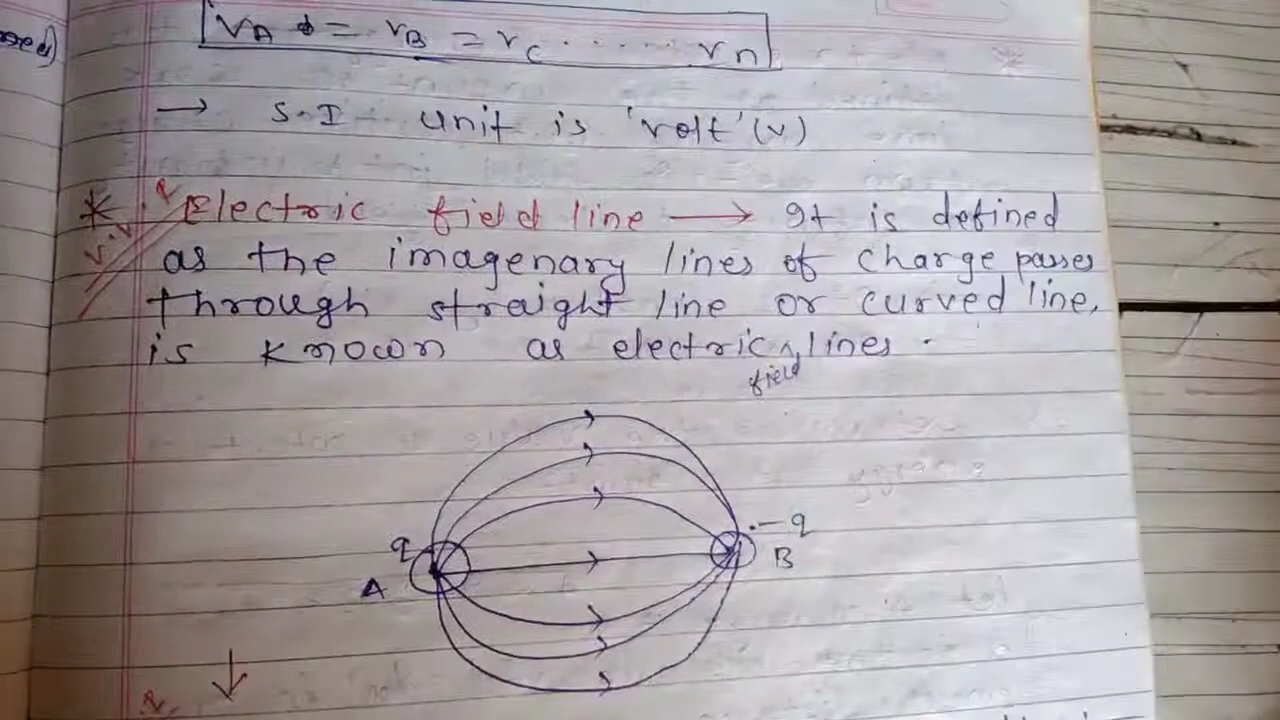 VA = VB = VC ...... Vn
→ S.I unit is 'volt' (v)
* Electric field line → It is defined
as the imagenary lines of charge passes
through straight line or curved line,
is known as electric field lines.
q
A
-q
B